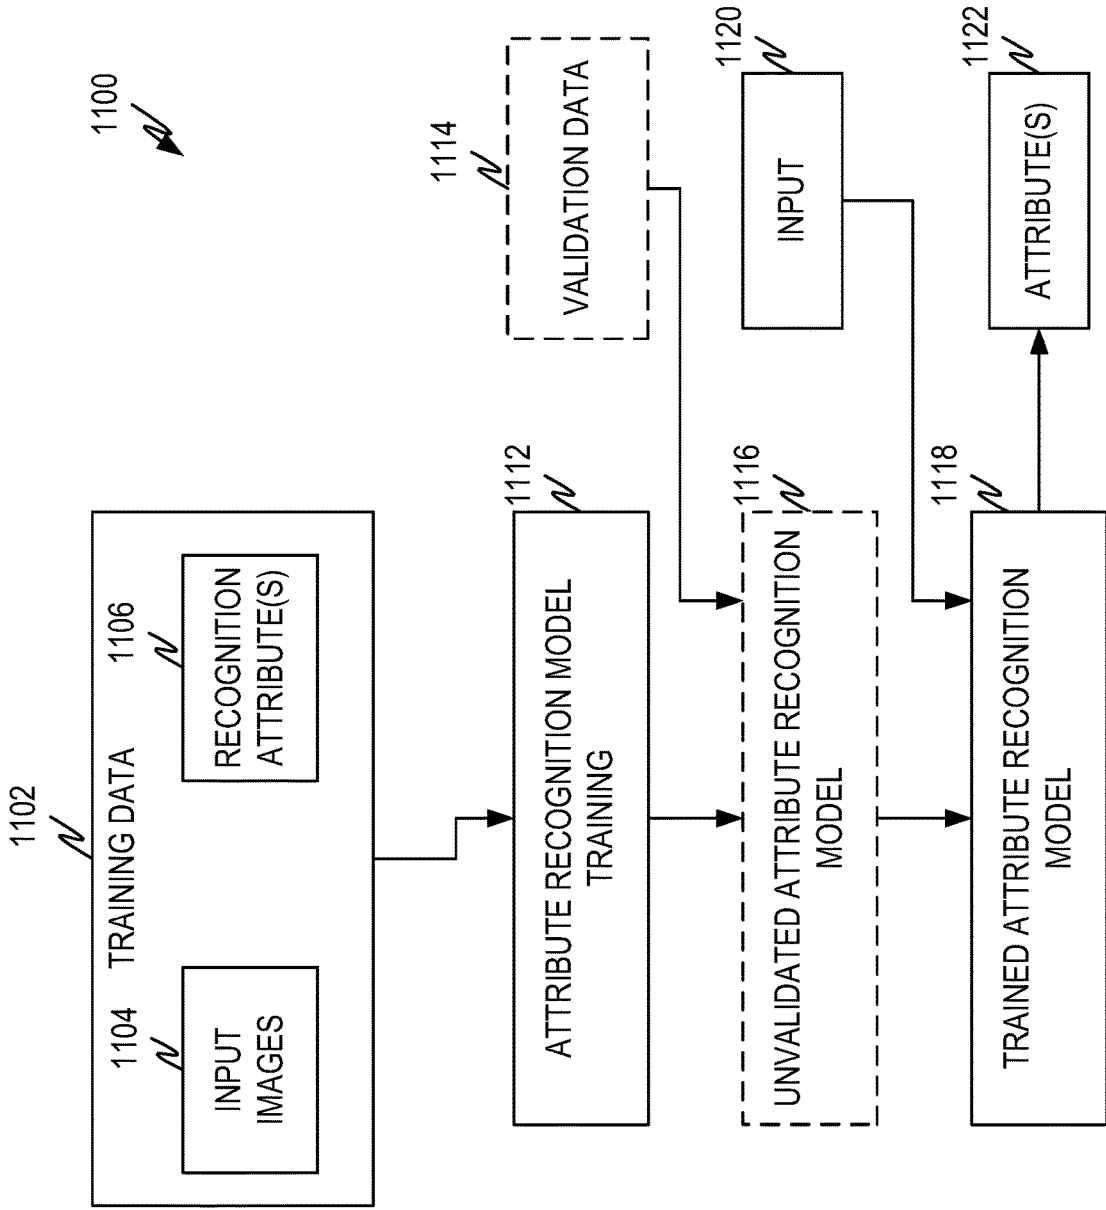 1100
1102
TRAINING DATA
1104
INPUT
IMAGES
1106
RECOGNITION
ATTRIBUTE(S)
1112
ATTRIBUTE RECOGNITION MODEL
TRAINING
1114
VALIDATION DATA
1116
UNVALIDATED ATTRIBUTE RECOGNITION
MODEL
1120
INPUT
1118
TRAINED ATTRIBUTE RECOGNITION
MODEL
1122
ATTRIBUTE(S)